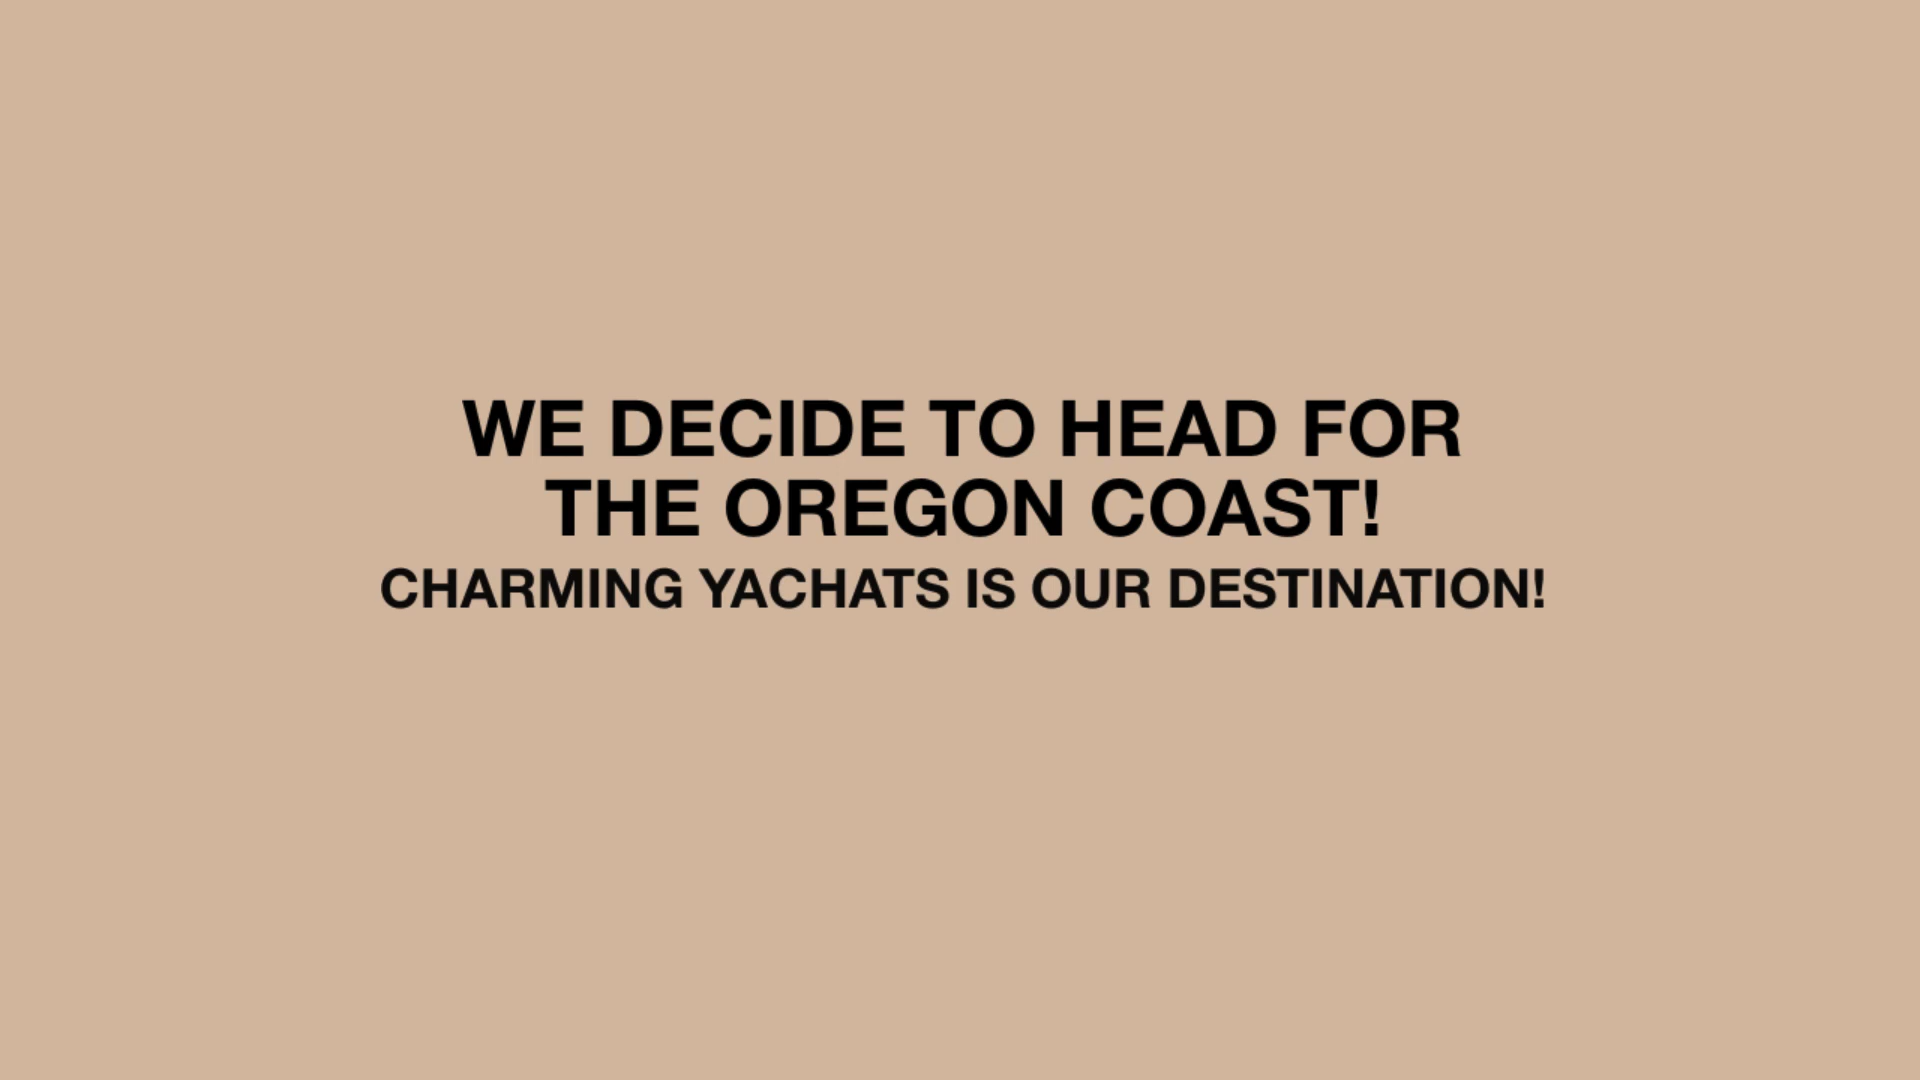 WE DECIDE TO HEAD FOR
THE OREGON COAST!
CHARMING YACHATS IS OUR DESTINATION!